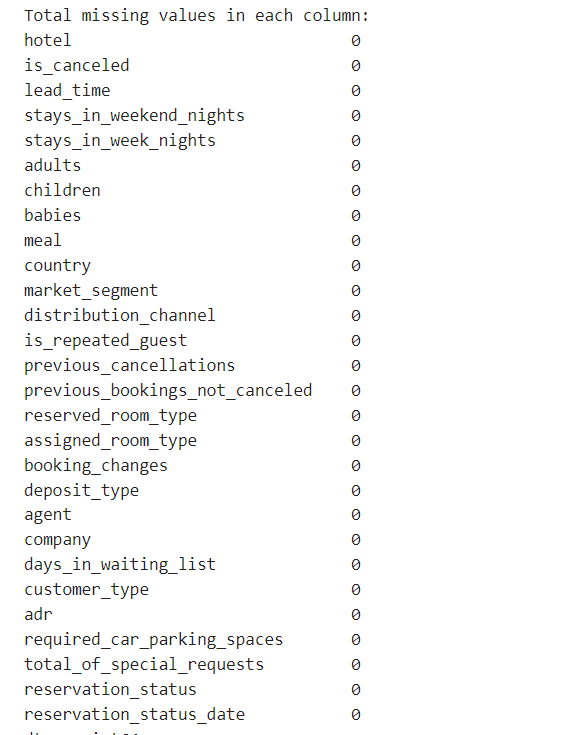 Total missing values in each column:
hotel 0
is_canceled 0
lead_time 0
stays_in_weekend_nights 0
stays_in_week_nights 0
adults 0
children 0
babies 0
meal 0
country 0
market_segment 0
distribution_channel 0
is_repeated_guest 0
previous_cancellations 0
previous_bookings_not_canceled 0
reserved_room_type 0
assigned_room_type 0
booking_changes 0
deposit_type 0
agent 0
company 0
days_in_waiting_list 0
customer_type 0
adr 0
required_car_parking_spaces 0
total_of_special_requests 0
reservation_status 0
reservation_status_date 0